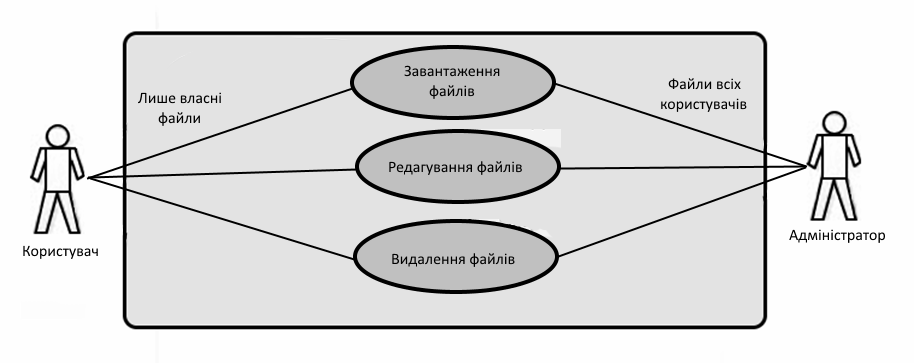 Завантаження
файлів
Лише власні
файли
Файли всіх
користувачів
Редагування файлів
Видалення файлів
Користувач
Адміністратор